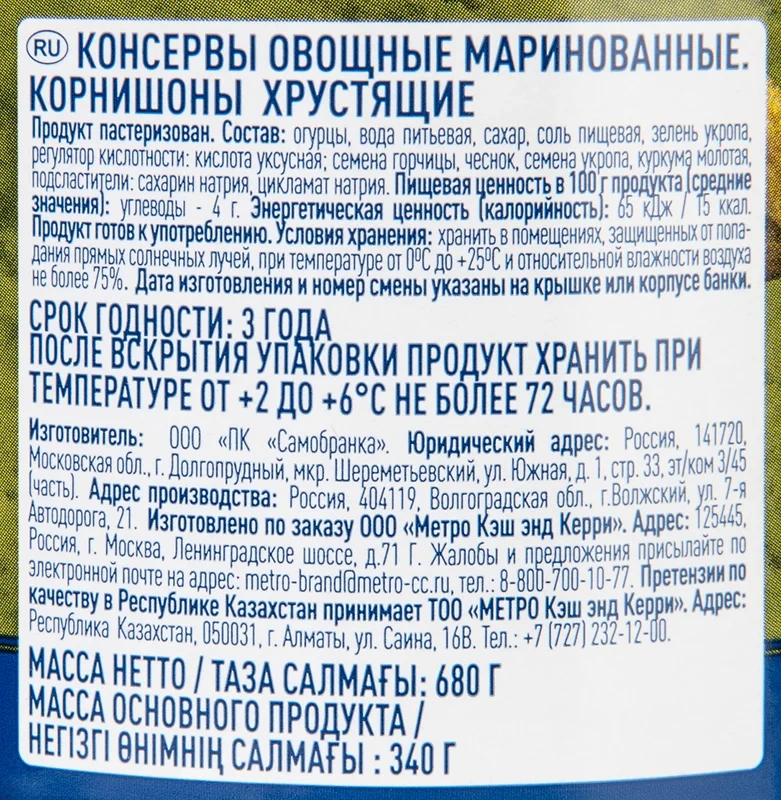 RU КОНСЕРВЫ ОВОЩНЫЕ МАРИНОВАННЫЕ.
КОРНИШОНЫ ХРУСТЯЩИЕ
Продукт пастеризован. Состав: огурцы, вода питьевая, сахар, соль пищевая, зелень укропа,
регулятор кислотности: кислота уксусная; семена горчицы, чеснок, семена укропа, куркума молотая,
подсластители: сахарин натрия, цикламат натрия. Пищевая ценность в 100 г продукта (средние
значения): углеводы - 4 г. Энергетическая ценность (калорийность): 65 кДж / 15 ккал.
Продукт готов к употреблению. Условия хранения: хранить в помещениях, защищенных от попа-
дания прямых солнечных лучей, при температуре от 0°С до +25°С и относительной влажности воздуха
не более 75%. Дата изготовления и номер смены указаны на крышке или корпусе банки.
СРОК ГОДНОСТИ: 3 ГОДА
ПОСЛЕ ВСКРЫТИЯ УПАКОВКИ ПРОДУКТ ХРАНИТЬ ПРИ
ТЕМПЕРАТУРЕ ОТ +2 ДО +6°С НЕ БОЛЕЕ 72 ЧАСОВ.
Изготовитель: ООО «ПК «Самобранка». Юридический адрес: Россия, 141720,
Московская обл., г. Долгопрудный, мкр. Шереметьевский, ул. Южная, д. 1, стр. 33, эт/ком 3/45
(часть). Адрес производства: Россия, 404119, Волгоградская обл., г.Волжский, ул. 7-я
Автодорога, 21. Изготовлено по заказу ООО «Метро Кэш энд Керри». Адрес: 125445,
Россия, г. Москва, Ленинградское шоссе, д.71 Г. Жалобы и предложения присылайте по
электронной почте на адрес: metro-brand@metro-cc.ru, тел.: 8-800-700-10-77. Претензии по
качеству в Республике Казахстан принимает ТОО «МЕТРО Кэш энд Керри». Адрес:
Республика Казахстан, 050031, г. Алматы, ул. Саина, 16В. Тел.: +7 (727) 232-12-00.
МАССА НЕТТО / ТАЗА САЛМАҒЫ: 680 Г
МАССА ОСНОВНОГО ПРОДУКТА /
НЕГІЗГІ ӨНІМНІҢ САЛМАҒЫ : 340 Г